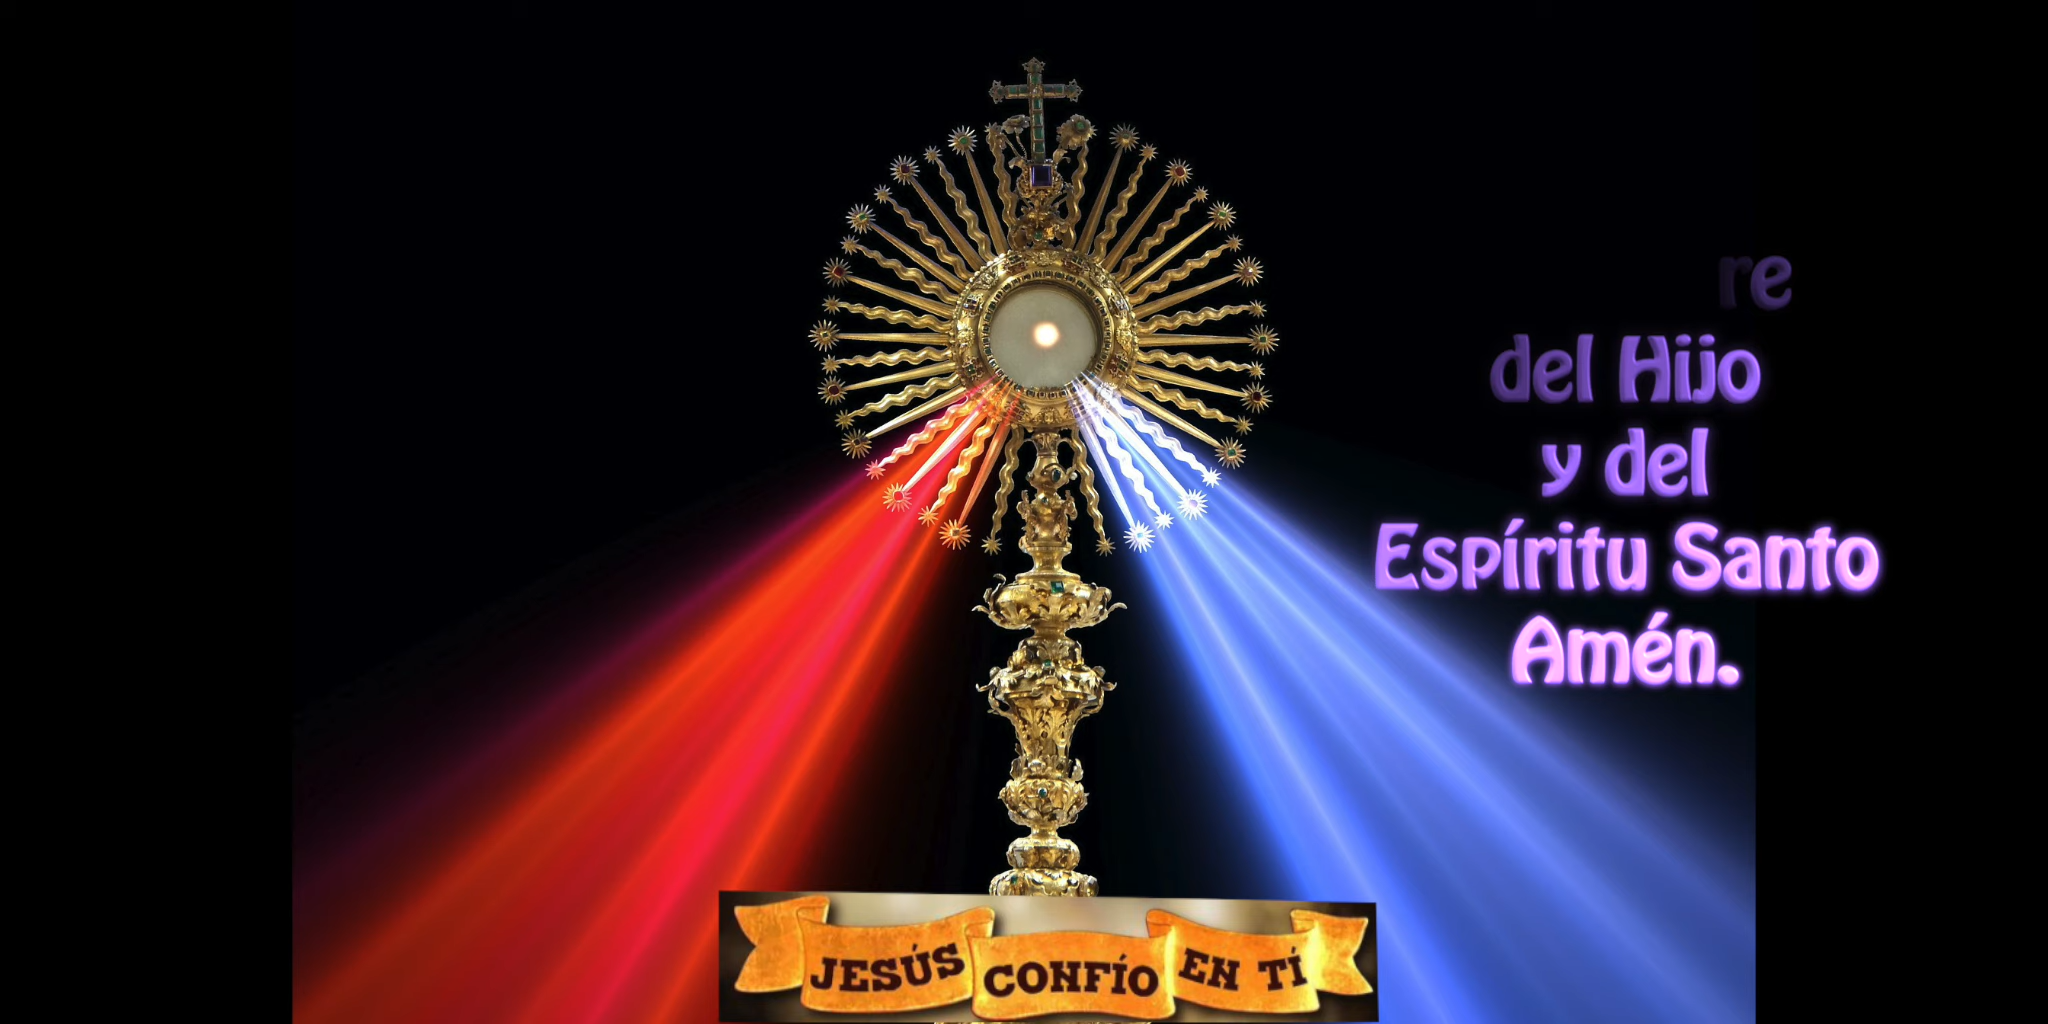 re
del Hijo
y del
Espíritu Santo
Amén.
JESÚS CONFÍO EN TÍ